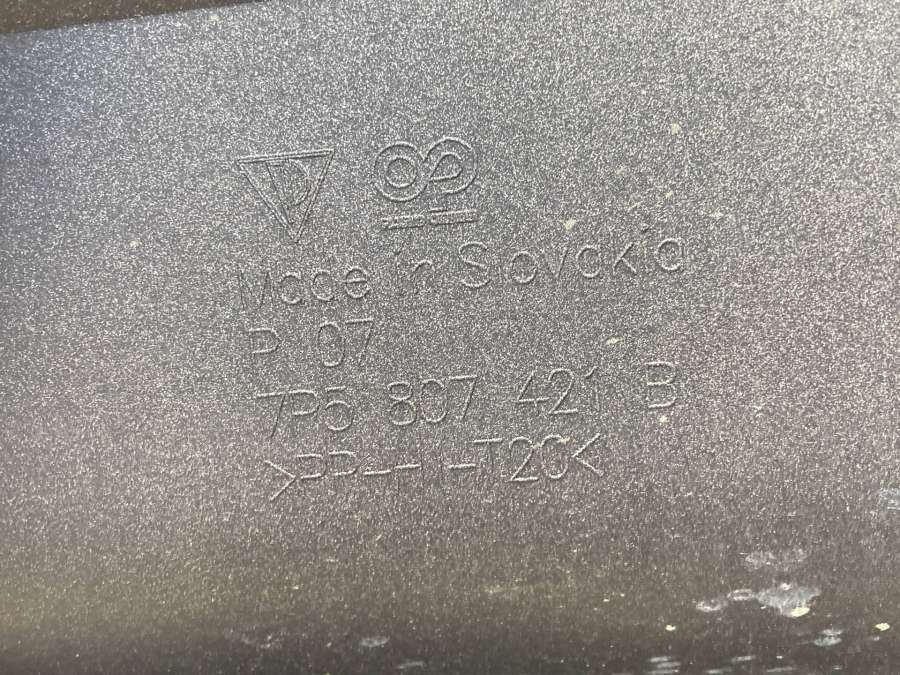 D
Made in Slovakia
P 07
7P5 807 421 B
>PP- -T20<